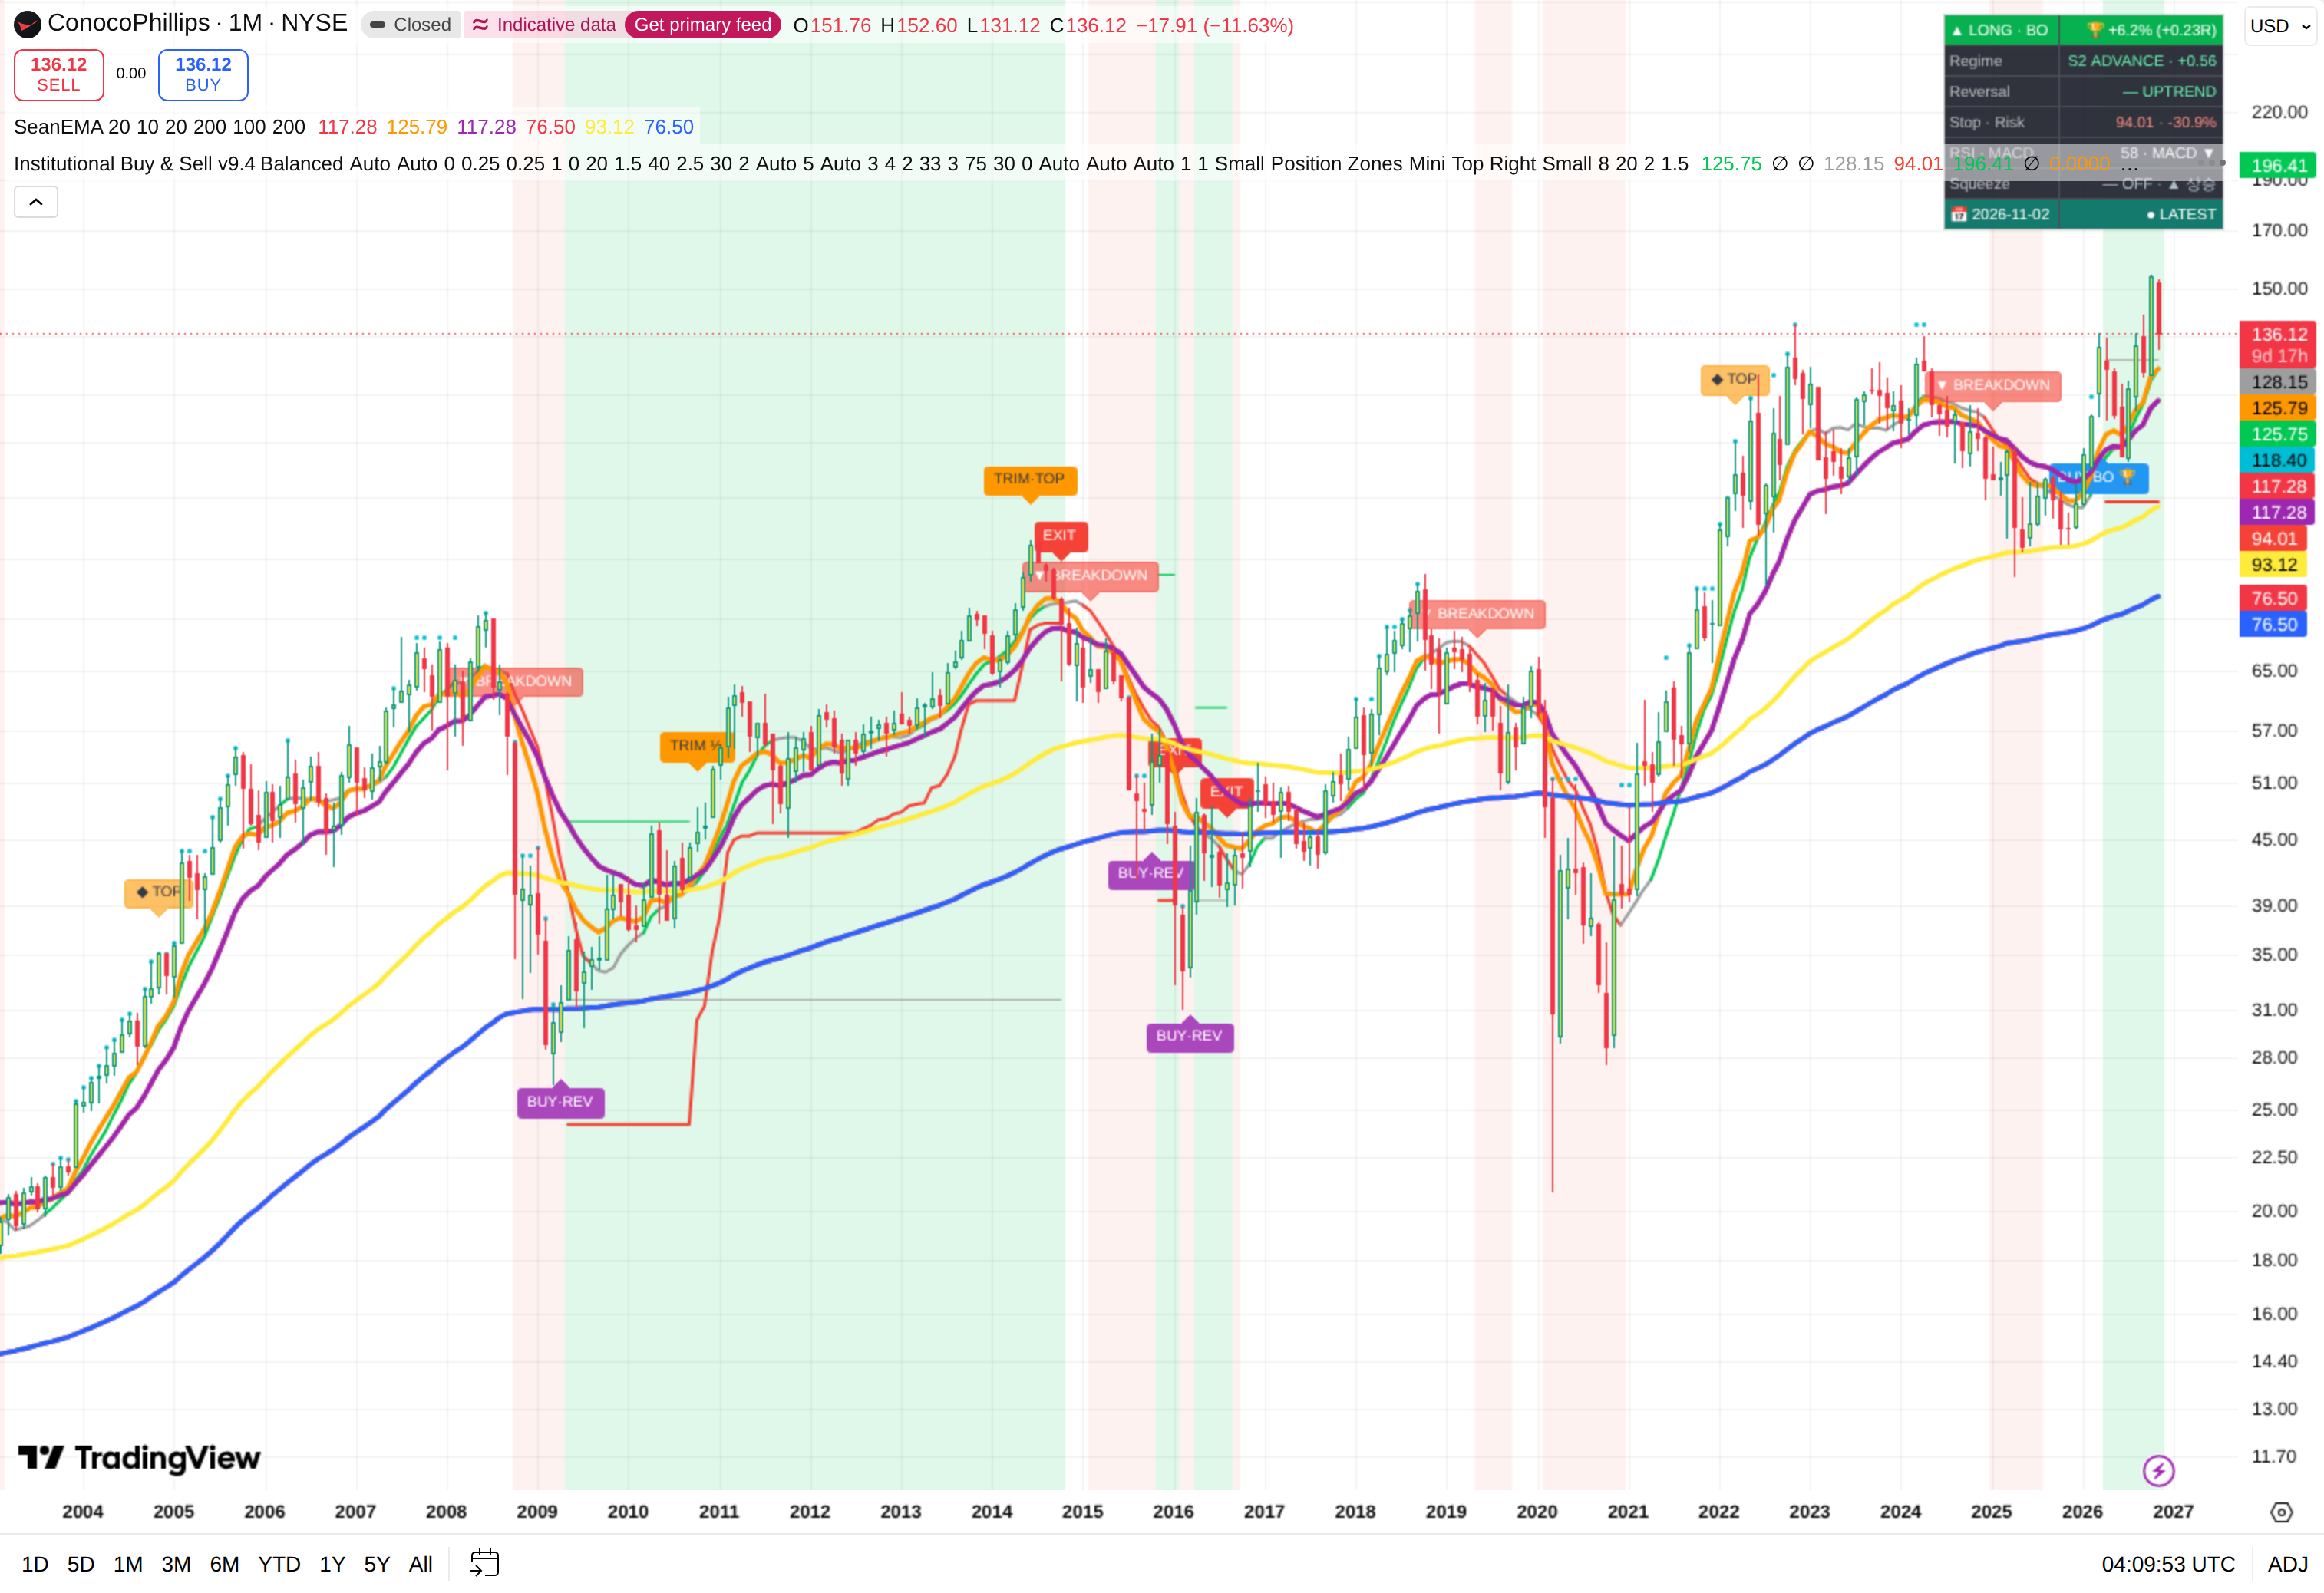 ConocoPhillips · 1M · NYSE Closed Indicative data Get primary feed O151.76 H152.60 L131.12 C136.12 −17.91 (−11.63%)
136.12 SELL 0.00 136.12 BUY
SeanEMA 20 10 20 200 100 200 117.28 125.79 117.28 76.50 93.12 76.50
Institutional Buy & Sell v9.4 Balanced Auto Auto 0 0.25 0.25 1 0 20 1.5 40 2.5 30 2 Auto 5 Auto 3 4 2 33 3 75 30 0 Auto Auto Auto 1 1 Small Position Zones Mini Top Right Small 8 20 2 1.5 125.75 ∅ ∅ 128.15 94.01 196.41 ∅ 0.0000 ...
▲ LONG · BO 🏆 +6.2% (+0.23R)
Regime S2 ADVANCE · +0.56
Reversal — UPTREND
Stop · Risk 94.01 · -30.9%
RSI · MACD 58 · MACD ▼
Squeeze — OFF · ▲ 상승
📅 2026-11-02 ● LATEST
USD
220.00
196.41
190.00
170.00
150.00
136.12
9d 17h
128.15
125.79
125.75
118.40
117.28
117.28
94.01
93.12
76.50
76.50
65.00
57.00
51.00
45.00
39.00
35.00
31.00
28.00
25.00
22.50
20.00
18.00
16.00
14.40
13.00
11.70
◆ TOP
▼ BREAKDOWN
BO 🏆
TRIM-TOP
EXIT
▼ BREAKDOWN
▼ BREAKDOWN
BREAKDOWN
TRIM ½
EXIT
EXIT
BUY-REV
◆ TOP
BUY-REV
BUY-REV
TradingView
2004 2005 2006 2007 2008 2009 2010 2011 2012 2013 2014 2015 2016 2017 2018 2019 2020 2021 2022 2023 2024 2025 2026 2027
1D 5D 1M 3M 6M YTD 1Y 5Y All 04:09:53 UTC ADJ